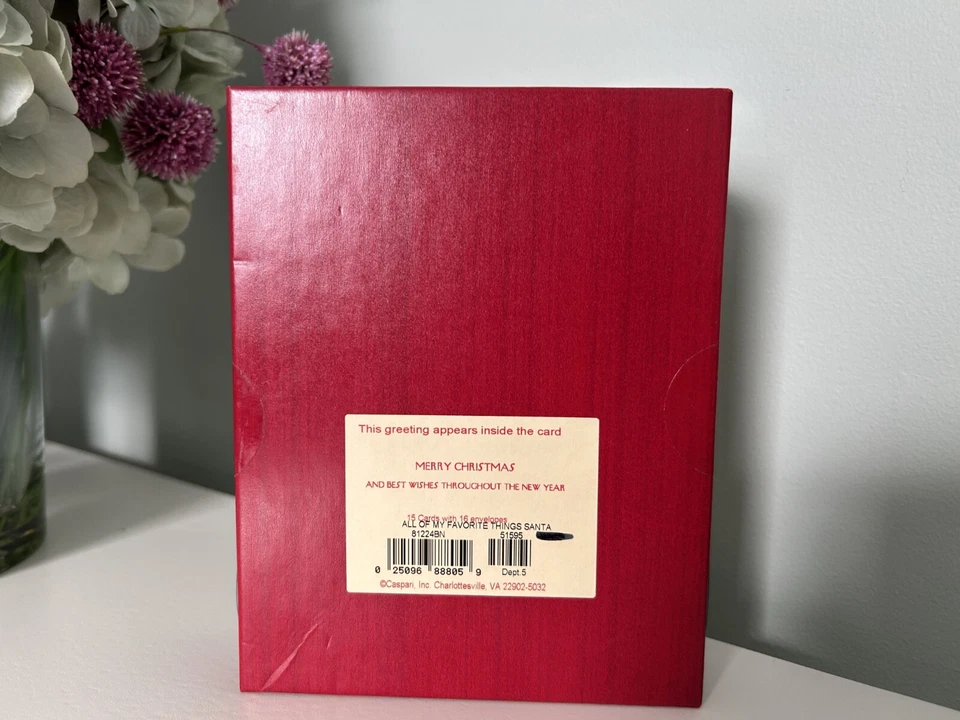 This greeting appears inside the card
MERRY CHRISTMAS
AND BEST WISHES THROUGHOUT THE NEW YEAR
15 Cards with 16 envelopes
ALL OF MY FAVORITE THINGS SANTA
81224BN 51595
0 25096 88805 9 Dept.5
©Caspari, Inc. Charlottesville, VA 22902-5032